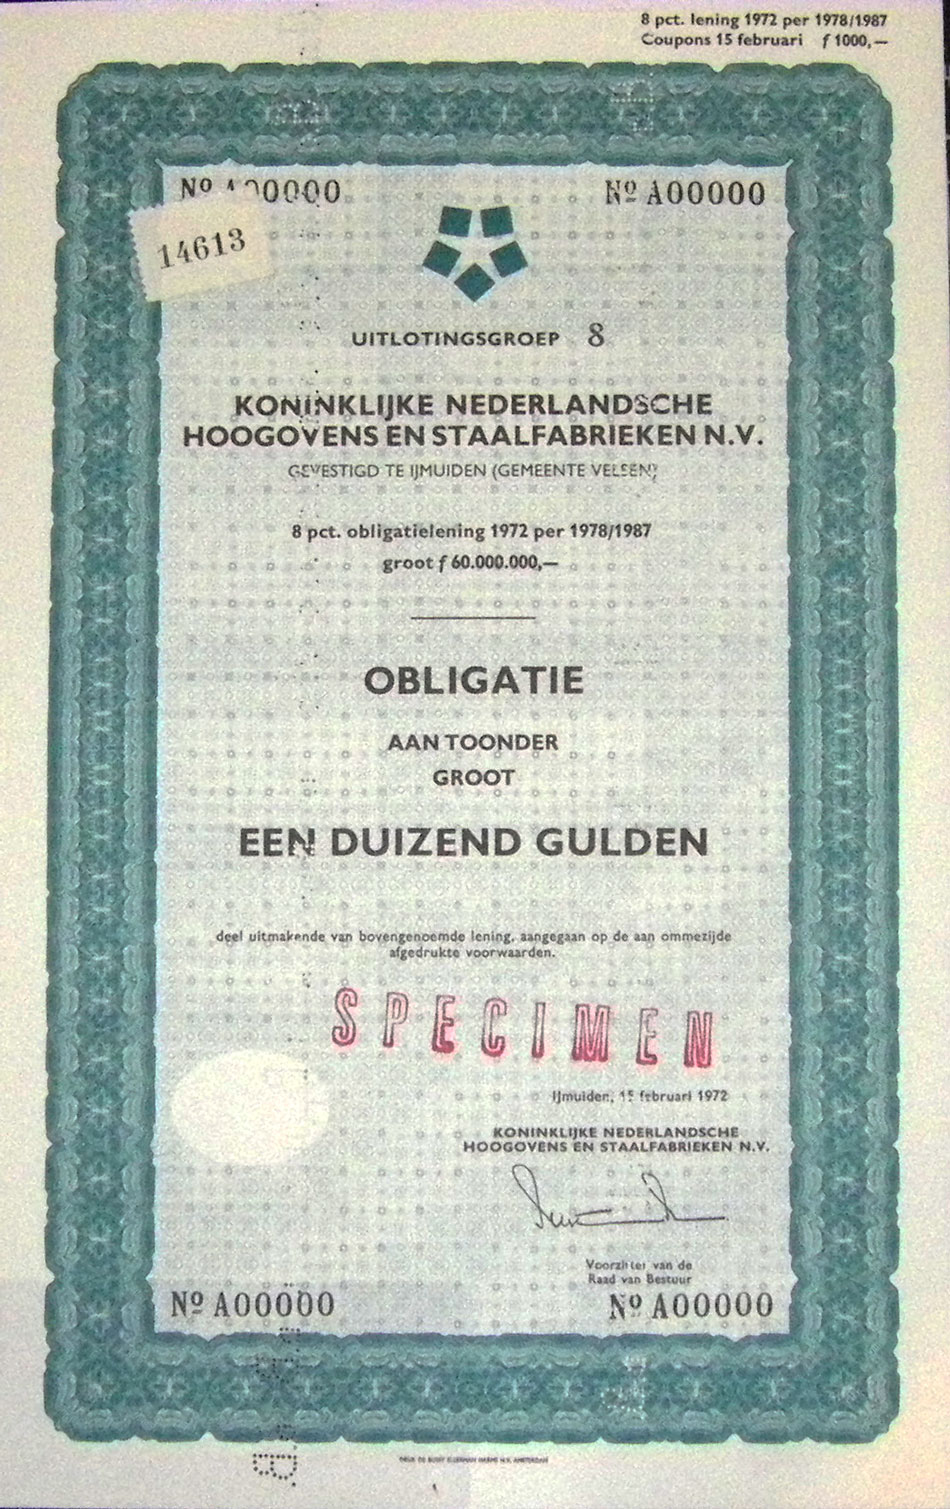 8 pct. lening 1972 per 1978/1987
Coupons 15 februari ƒ 1000,—
Nº A00000
Nº A00000
14613
UITLOTINGSGROEP 8
KONINKLIJKE NEDERLANDSCHE
HOOGOVENS EN STAALFABRIEKEN N.V.
GEVESTIGD TE IJMUIDEN (GEMEENTE VELSEN)
8 pct. obligatielening 1972 per 1978/1987
groot ƒ 60.000.000,—
OBLIGATIE
AAN TOONDER
GROOT
EEN DUIZEND GULDEN
deel uitmakende van bovengenoemde lening, aangegaan op de aan ommezijde
afgedrukte voorwaarden.
SPECIMEN
IJmuiden, 15 februari 1972
KONINKLIJKE NEDERLANDSCHE
HOOGOVENS EN STAALFABRIEKEN N.V.
Voorzitter van de
Raad van Bestuur
Nº A00000
Nº A00000